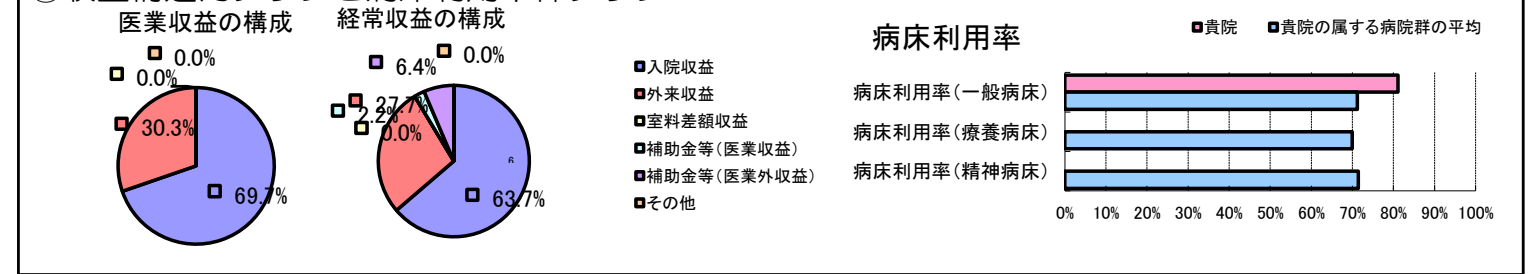 医業収益の構成
0.0%
0.0%
30.3%
69.7%
経常収益の構成
0.0%
6.4%
27.7%
2.2%
0.0%
6
63.7%
入院収益
外来収益
室料差額収益
補助金等(医業収益)
補助金等(医業外収益)
その他
病床利用率
貴院
貴院の属する病院群の平均
病床利用率(一般病床)
病床利用率(療養病床)
病床利用率(精神病床)
0% 10% 20% 30% 40% 50% 60% 70% 80% 90% 100%